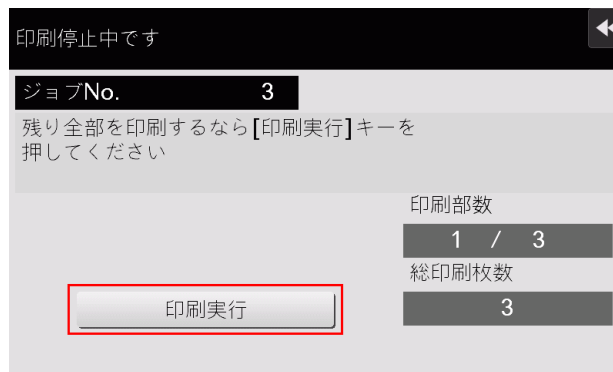 印刷停止中です
ジョブNo. 3
残り全部を印刷するなら[印刷実行]キーを
押してください
印刷部数
1 / 3
総印刷枚数
3
印刷実行